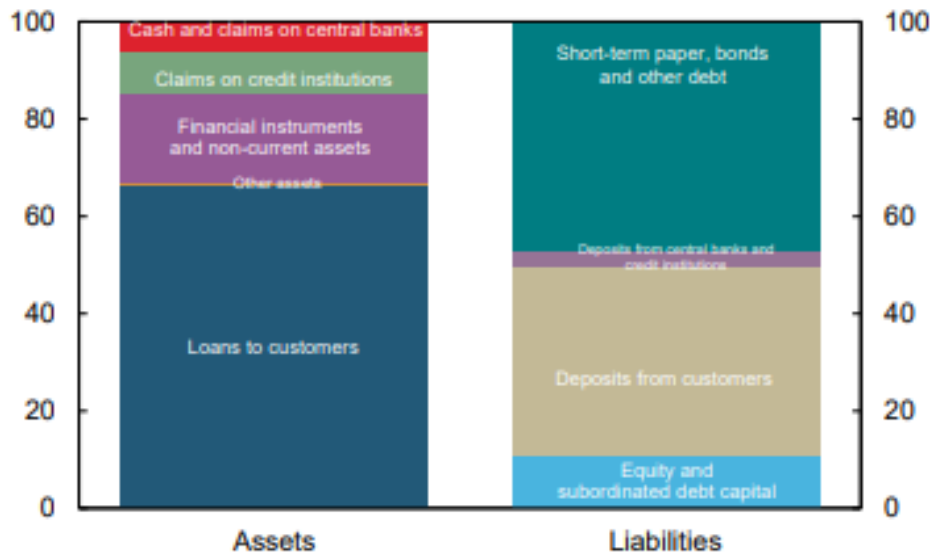 100
80
60
40
20
0
Cash and claims on central banks
Claims on credit institutions
Financial instruments
and non-current assets
Other assets
Loans to customers
Short-term paper, bonds
and other debt
Deposits from central banks and
credit institutions
Deposits from customers
Equity and
subordinated debt capital
100
80
60
40
20
0
Assets
Liabilities